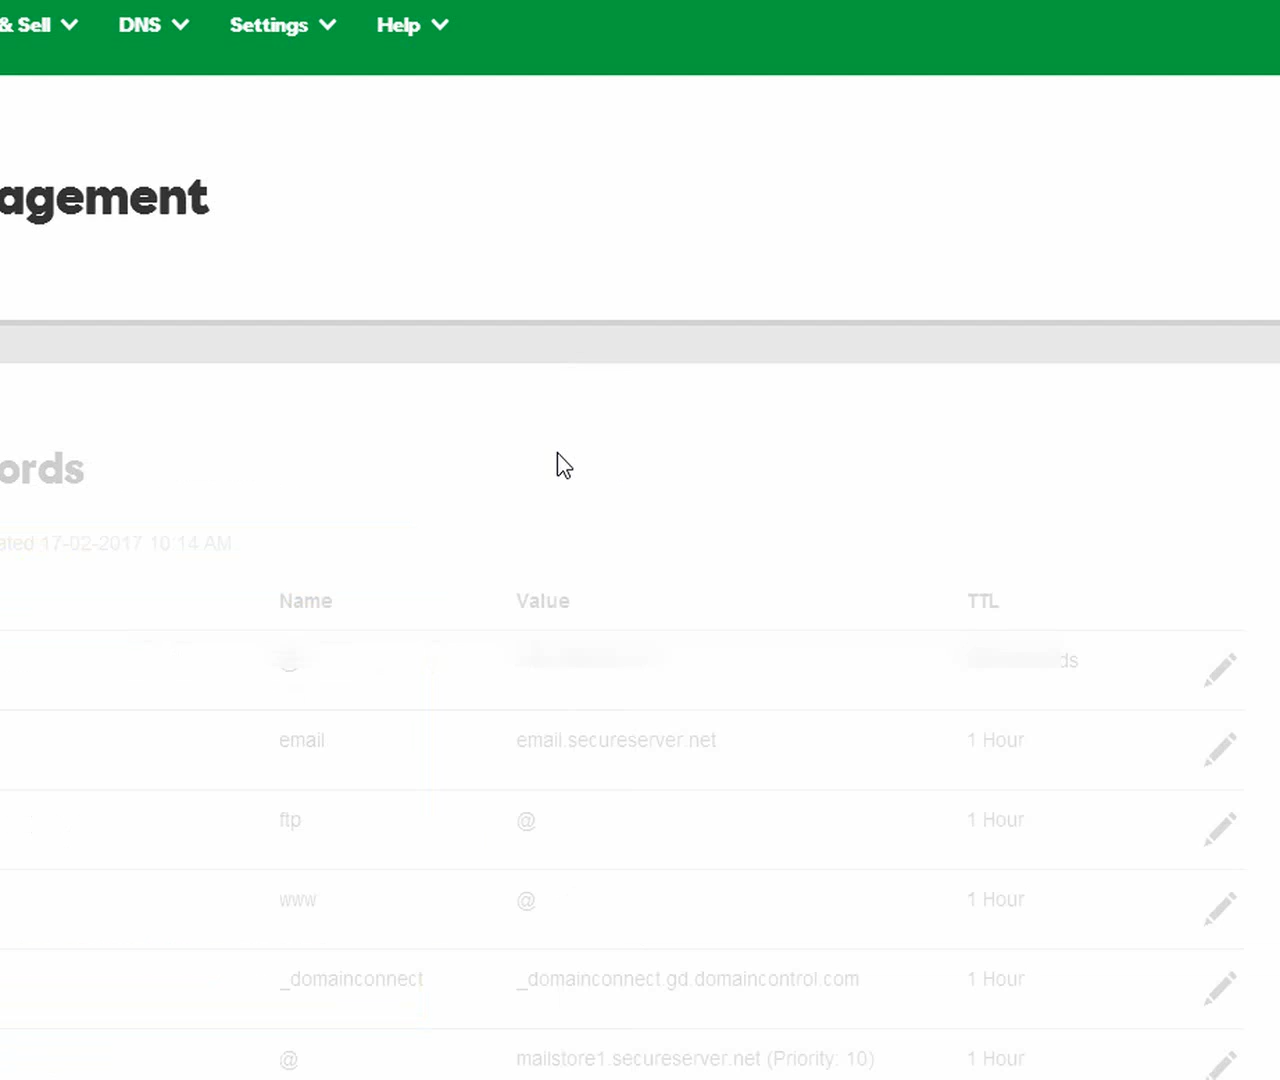 & Sell DNS Settings Help
agement
ords
ated 17-02-2017 10:14 AM
Name Value TTL
@ ds
email email.secureserver.net 1 Hour
ftp @ 1 Hour
www @ 1 Hour
_domainconnect _domainconnect.gd.domaincontrol.com 1 Hour
@ mailstore1.secureserver.net (Priority: 10) 1 Hour